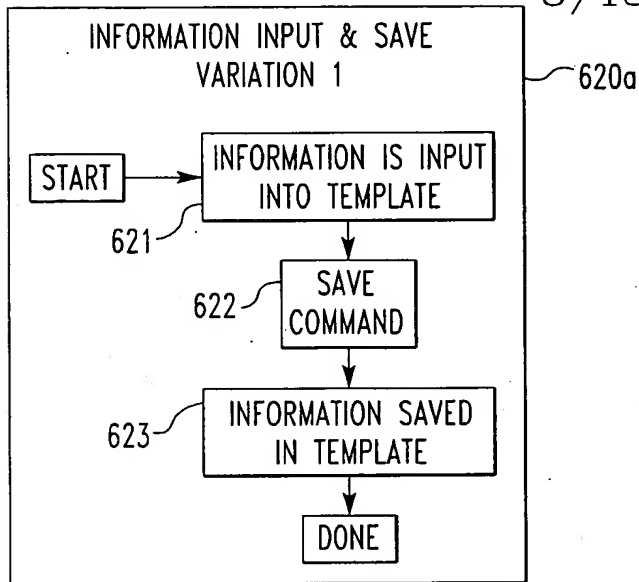 INFORMATION INPUT & SAVE
VARIATION 1
620a
START
INFORMATION IS INPUT
INTO TEMPLATE
621
622
SAVE
COMMAND
623
INFORMATION SAVED
IN TEMPLATE
DONE